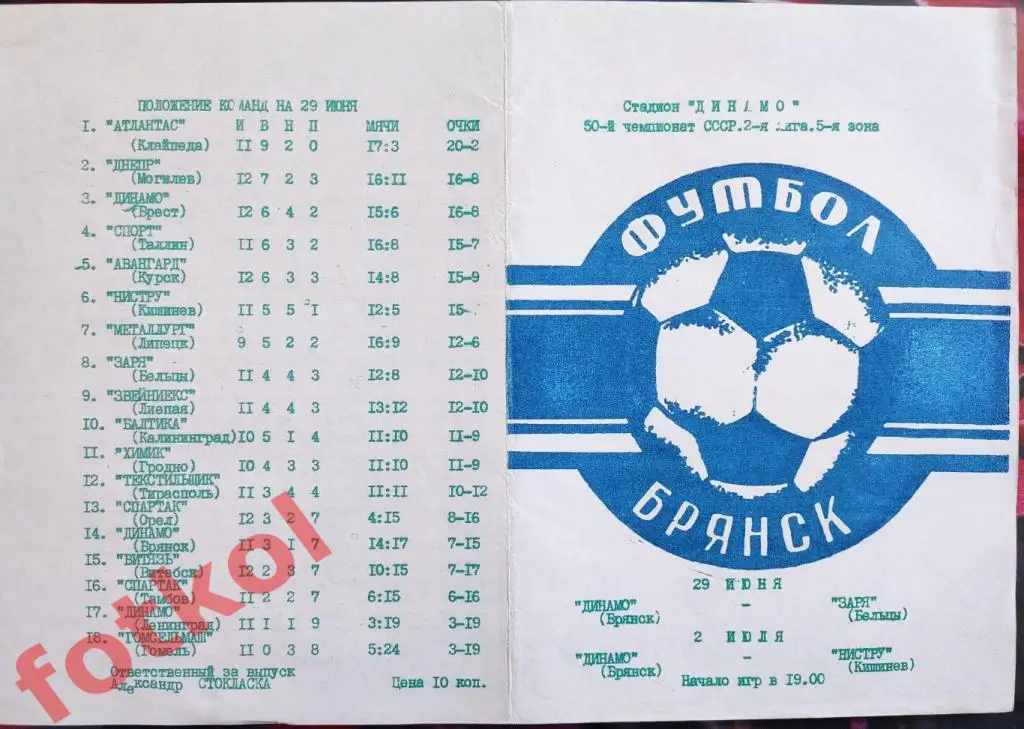 ПОЛОЖЕНИЕ КОМАНД НА 29 ИЮНЯ
I. "АТЛАНТАС" И В Н П МЯЧИ ОЧКИ
(Клайпеда) II 9 2 0 I7:3 20-2
2. "ДНЕПР"
(Могилев) I2 7 2 3 I6:II I6-8
3. "ДИНАМО"
(Брест) I2 6 4 2 I5:6 I6-8
4. "СПОРТ"
(Таллин) II 6 3 2 I6:8 I5-7
5. "АВАНГАРД"
(Курск) I2 6 3 3 I4:8 I5-9
6. "НИСТРУ"
(Кишинев) II 5 5 I I2:5 I5-
7. "МЕТАЛЛУРГ"
(Липецк) 9 5 2 2 I6:9 I2-6
8. "ЗАРЯ"
(Бельцы) II 4 4 3 I2:8 I2-I0
9. "ЗВЕЙНИЕКС"
(Лиепая) II 4 4 3 I3:I2 I2-I0
I0. "БАЛТИКА"
(Калининград) I0 5 I 4 II:I0 II-9
II. "ХИМИК"
(Гродно) I0 4 3 3 II:I0 II-9
I2. "ТЕКСТИЛЬЩИК"
(Тирасполь) II 3 4 4 II:II I0-I2
I3. "СПАРТАК"
(Орел) I2 3 2 7 4:I5 8-I6
I4. "ДИНАМО"
(Брянск) II 3 I 7 I4:I7 7-I5
I5. "ВИТЯЗЬ"
(Витебск) I2 2 3 7 I0:I5 7-I7
I6. "СПАРТАК"
(Тамбов) II 2 2 7 6:I5 6-I6
I7. "ДИНАМО"
(Ленинград) II I I 9 3:I9 3-I9
I8. "ГОМСЕЛЬМАШ"
(Гомель) II 0 3 8 5:24 3-I9
Ответственный за выпуск
Александр СТОКЛАСКА Цена I0 коп.
Стадион "ДИНАМО"
50-й чемпионат СССР.2-я лига.5-я зона
ФУТБОЛ
БРЯНСК
29 ИЮНЯ
"ДИНАМО" - "ЗАРЯ"
(Брянск) (Бельцы)
2 ИЮЛЯ
"ДИНАМО" - "НИСТРУ"
(Брянск) (Кишинев)
Начало игр в I9.00
fotkol